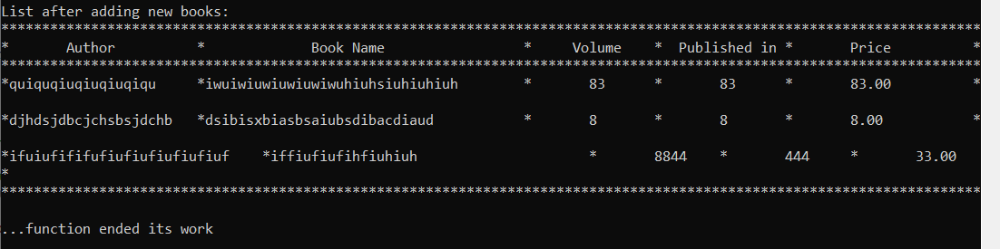 List after adding new books:
************************************************************************************************************************
*       Author          *             Book Name                 *     Volume    *  Published in *       Price          *
************************************************************************************************************************
*quiquqiuqiuqiuqiqu     *iwuiwiuwiuwiuwiwuhiuhsiuhiuhiuh        *       83      *       83      *       83.00          *
*djhdsjdbcjchsbsjdchb   *dsibisxbiasbsaiubsdibacdiaud           *       8       *       8       *       8.00           *
*ifuiufififufiufiufiufiufiuf    *iffiufiufihfiuhiuh                     *       8844    *       444     *       33.00
*
************************************************************************************************************************
...function ended its work